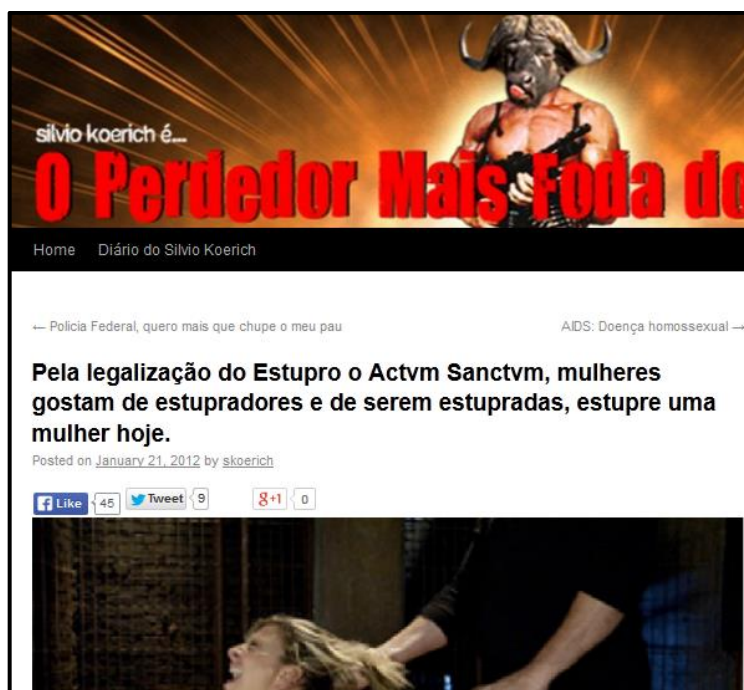 silvio koerich é...
O Perdedor Mais Foda do
Home Diário do Silvio Koerich
← Policia Federal, quero mais que chupe o meu pau AIDS: Doença homossexual →
Pela legalização do Estupro o Actvm Sanctvm, mulheres
gostam de estupradores e de serem estupradas, estupre uma
mulher hoje.
Posted on January 21, 2012 by skoerich
Like 45 Tweet 9 g+1 0